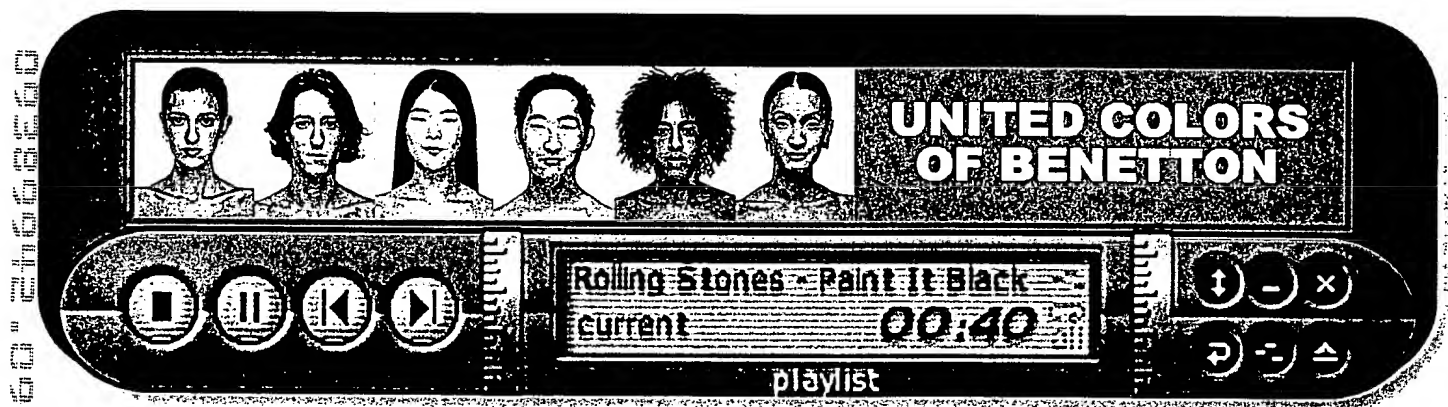 UNITED COLORS
OF BENETTON
Rolling Stones - Paint It Black
current
00:40
playlist